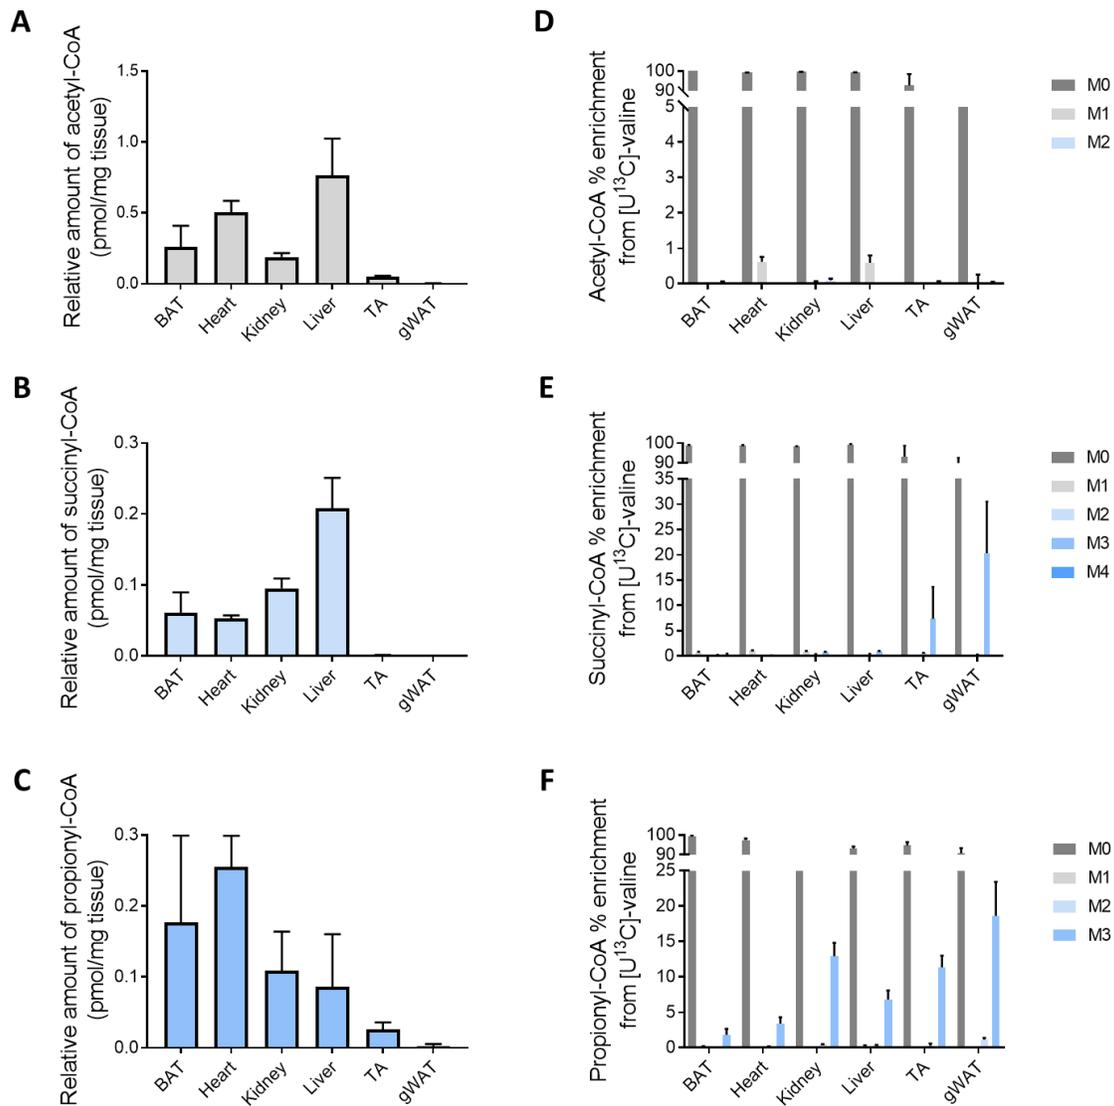 A
Relative amount of acetyl-CoA
(pmol/mg tissue)
1.5
1.0
0.5
0.0
BAT
Heart
Kidney
Liver
TA
gWAT
D
Acetyl-CoA % enrichment
from [U¹³C]-valine
100
90
5
4
3
2
1
0
BAT
Heart
Kidney
Liver
TA
gWAT
M0
M1
M2
B
Relative amount of succinyl-CoA
(pmol/mg tissue)
0.3
0.2
0.1
0.0
BAT
Heart
Kidney
Liver
TA
gWAT
E
Succinyl-CoA % enrichment
from [U¹³C]-valine
100
90
35
30
25
20
15
10
5
0
BAT
Heart
Kidney
Liver
TA
gWAT
M0
M1
M2
M3
M4
C
Relative amount of propionyl-CoA
(pmol/mg tissue)
0.3
0.2
0.1
0.0
BAT
Heart
Kidney
Liver
TA
gWAT
F
Propionyl-CoA % enrichment
from [U¹³C]-valine
100
90
25
20
15
10
5
0
BAT
Heart
Kidney
Liver
TA
gWAT
M0
M1
M2
M3